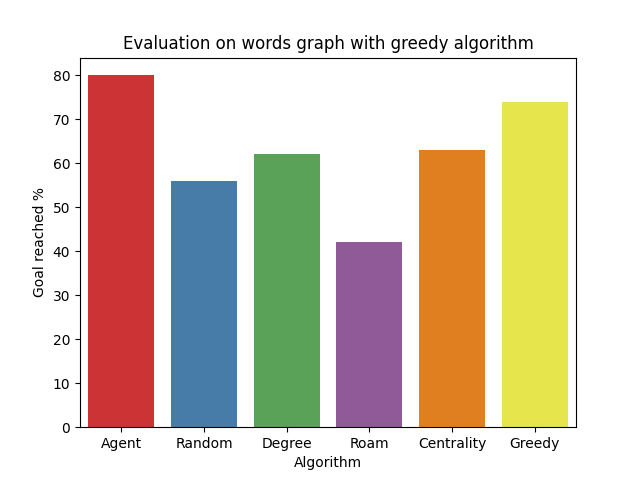 Evaluation on words graph with greedy algorithm
Goal reached %
80
70
60
50
40
30
20
10
0
Agent Random Degree Roam Centrality Greedy
Algorithm